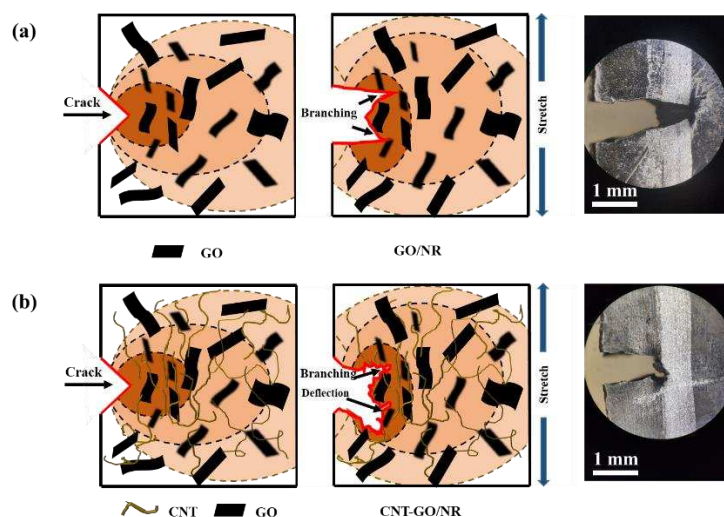 (a)
Crack
Branching
Stretch
1 mm
GO
GO/NR
(b)
Crack
Branching
Deflection
Stretch
1 mm
CNT
GO
CNT-GO/NR